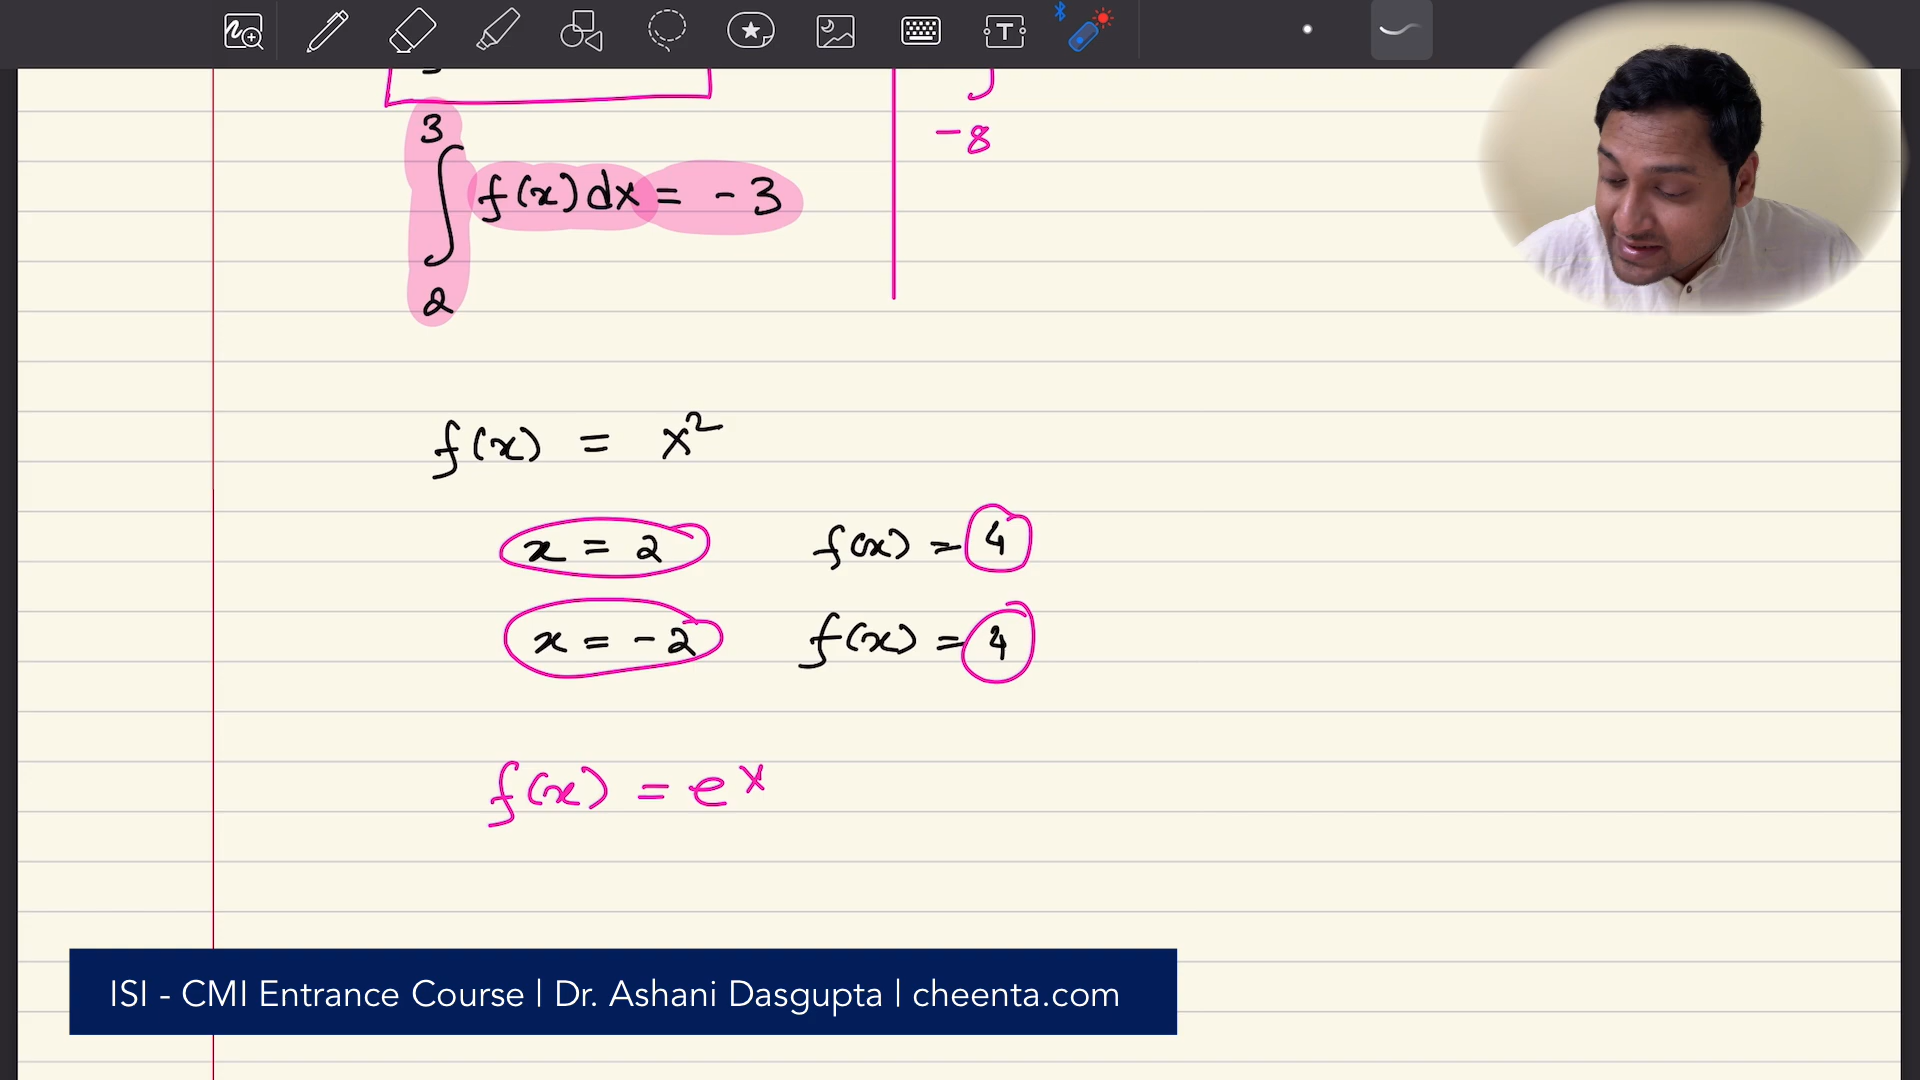 -8
3
∫ f(x)dx = -3
2
f(x) = x²
x = 2 f(x) = 4
x = -2 f(x) = 4
f(x) = eˣ
ISI - CMI Entrance Course | Dr. Ashani Dasgupta | cheenta.com